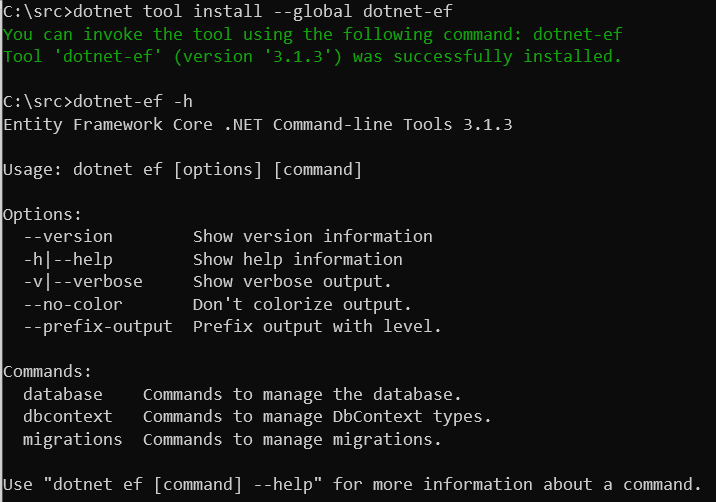 C:\src>dotnet tool install --global dotnet-ef
You can invoke the tool using the following command: dotnet-ef
Tool 'dotnet-ef' (version '3.1.3') was successfully installed.
C:\src>dotnet-ef -h
Entity Framework Core .NET Command-line Tools 3.1.3
Usage: dotnet ef [options] [command]
Options:
  --version        Show version information
  -h|--help        Show help information
  -v|--verbose     Show verbose output.
  --no-color       Don't colorize output.
  --prefix-output  Prefix output with level.
Commands:
  database    Commands to manage the database.
  dbcontext   Commands to manage DbContext types.
  migrations  Commands to manage migrations.
Use "dotnet ef [command] --help" for more information about a command.